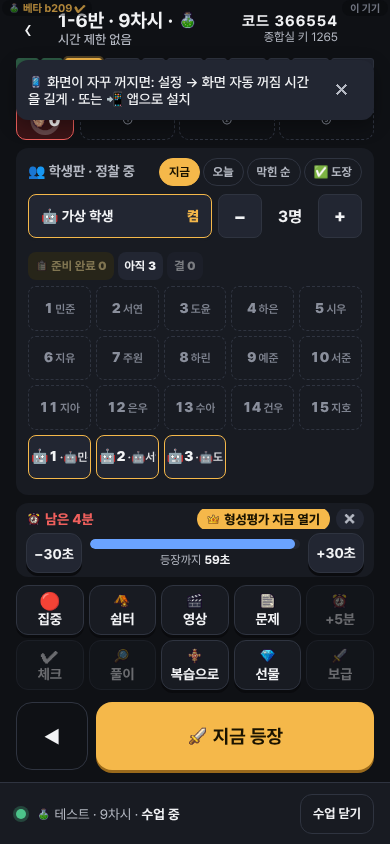 베타 b209
이 기기
1-6반 · 9차시 ·
시간 제한 없음
코드 366554
종합실 키 1265
화면이 자꾸 꺼지면: 설정 → 화면 자동 꺼짐 시간
을 길게 · 또는 앱으로 설치
✕
학생판 · 정찰 중
지금
오늘
막힌 순
도장
가상 학생
켬
−
3명
+
준비 완료 0
아직 3
결 0
1 민준
2 서연
3 도윤
4 하은
5 시우
6 지유
7 주원
8 하린
9 예준
10 서준
11 지아
12 은우
13 수아
14 건우
15 지호
1 · 민
2 · 서
3 · 도
남은 4분
형성평가 지금 열기
✕
−30초
등장까지 59초
+30초
집중
쉼터
영상
문제
+5분
체크
풀이
복습으로
선물
보급
지금 등장
테스트 · 9차시 · 수업 중
수업 닫기